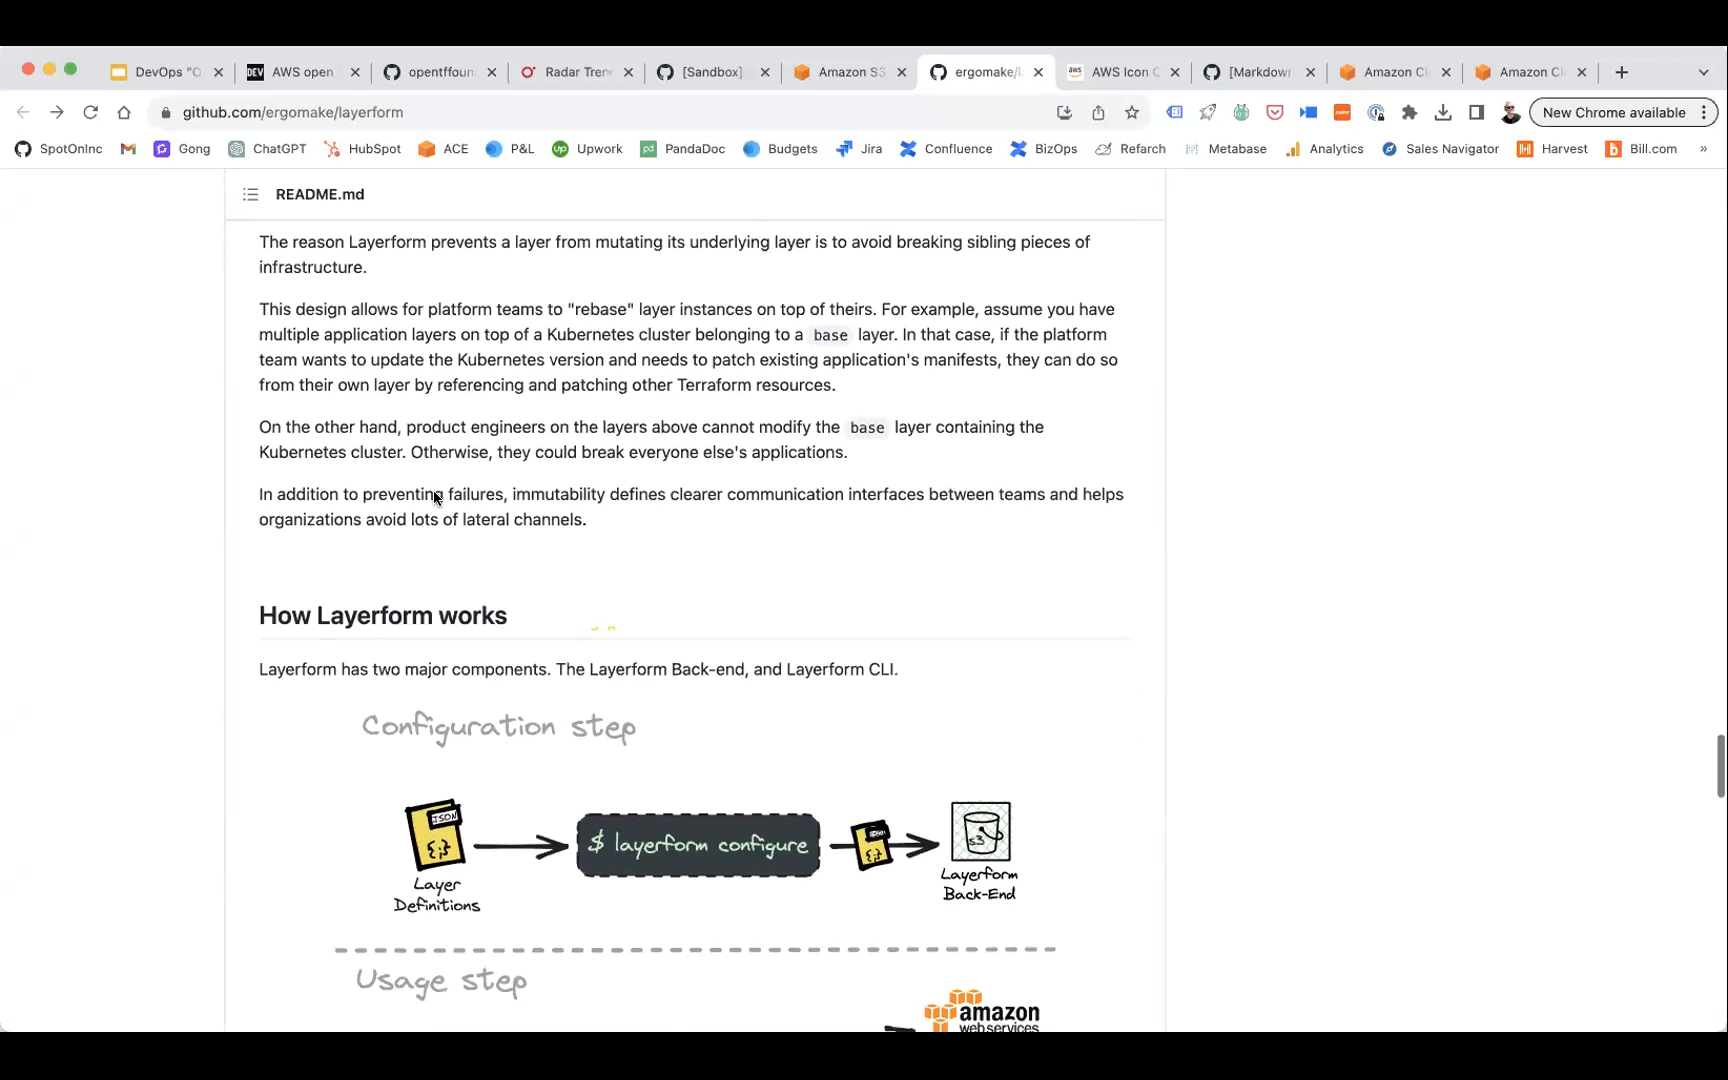 DevOps "O
AWS open
opentffoun
Radar Tren
[Sandbox]
Amazon S3
ergomake/l
AWS Icon C
[Markdown
Amazon Cl
Amazon Cl
github.com/ergomake/layerform
New Chrome available
SpotOnInc
Gong
ChatGPT
HubSpot
ACE
P&L
Upwork
PandaDoc
Budgets
Jira
Confluence
BizOps
Refarch
Metabase
Analytics
Sales Navigator
Harvest
Bill.com
»
README.md
The reason Layerform prevents a layer from mutating its underlying layer is to avoid breaking sibling pieces of
infrastructure.
This design allows for platform teams to "rebase" layer instances on top of theirs. For example, assume you have
multiple application layers on top of a Kubernetes cluster belonging to a base layer. In that case, if the platform
team wants to update the Kubernetes version and needs to patch existing application's manifests, they can do so
from their own layer by referencing and patching other Terraform resources.
On the other hand, product engineers on the layers above cannot modify the base layer containing the
Kubernetes cluster. Otherwise, they could break everyone else's applications.
In addition to preventing failures, immutability defines clearer communication interfaces between teams and helps
organizations avoid lots of lateral channels.
How Layerform works
Layerform has two major components. The Layerform Back-end, and Layerform CLI.
Configuration step
JSON
{;}
$ layerform configure
{;}
S3
Layer
Definitions
Layerform
Back-End
Usage step
amazon
webservices